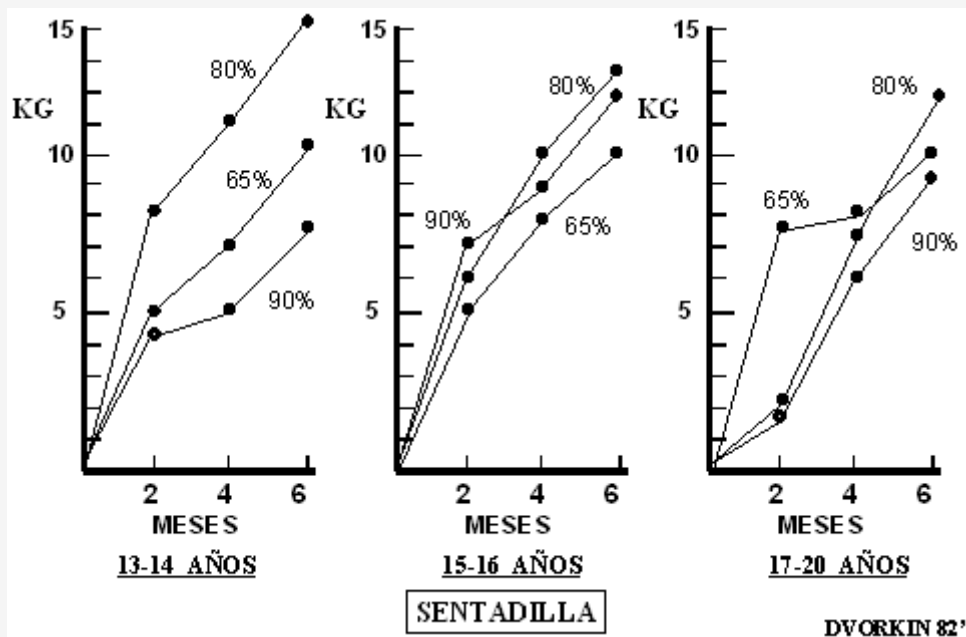 15
KG
10
5
80%
65%
90%
2 4 6
MESES
13-14 AÑOS
15
KG
10
5
80%
90%
65%
2 4 6
MESES
15-16 AÑOS
15
KG
10
5
80%
65%
90%
2 4 6
MESES
17-20 AÑOS
SENTADILLA
DVORKIN 82'